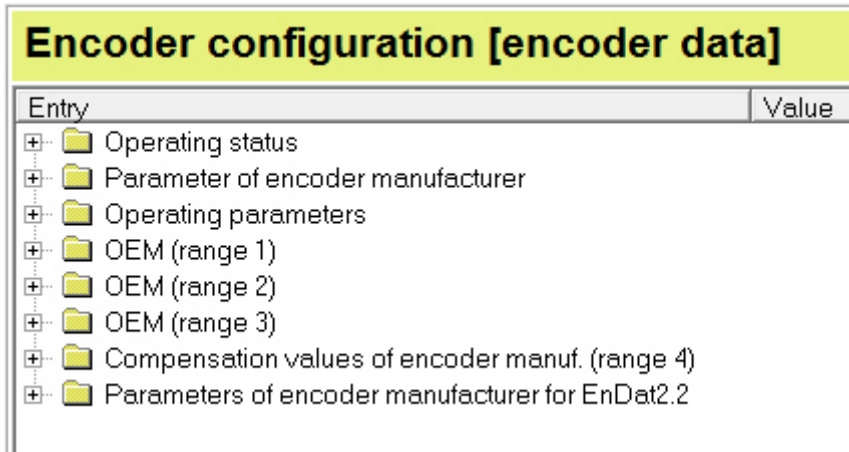 Encoder configuration [encoder data]
Entry Value
Operating status
Parameter of encoder manufacturer
Operating parameters
OEM (range 1)
OEM (range 2)
OEM (range 3)
Compensation values of encoder manuf. (range 4)
Parameters of encoder manufacturer for EnDat2.2